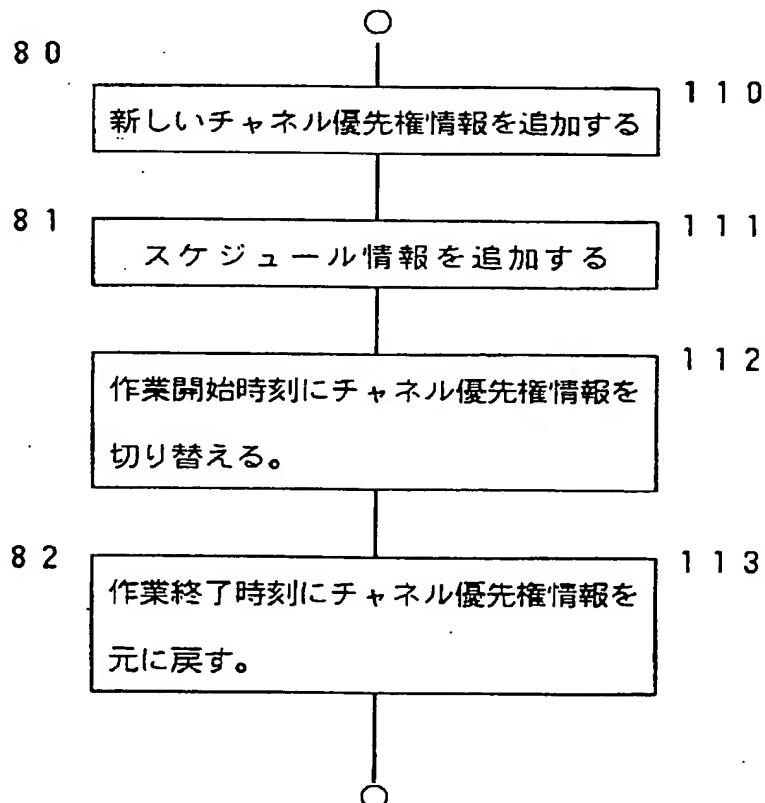 ８０
１１０
新しいチャネル優先権情報を追加する
８１
１１１
スケジュール情報を追加する
１１２
作業開始時刻にチャネル優先権情報を
切り替える。
８２
１１３
作業終了時刻にチャネル優先権情報を
元に戻す。